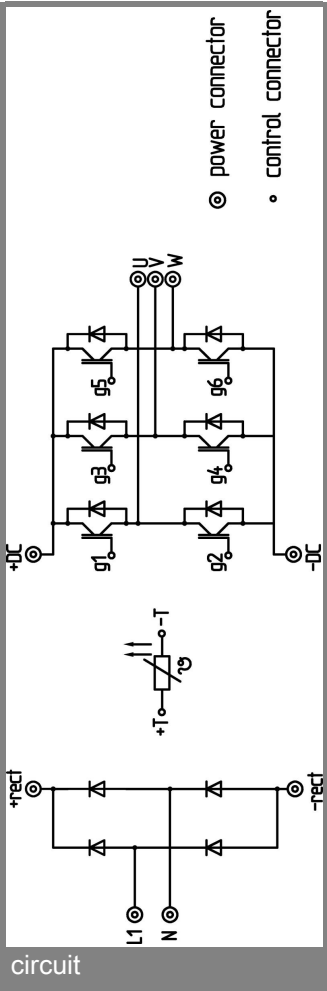 power connector
control connector
U
V
W
g5
g6
g3
g4
g1
g2
+DC
-DC
+T
-T
ϑ
+rect
-rect
L1
N
circuit